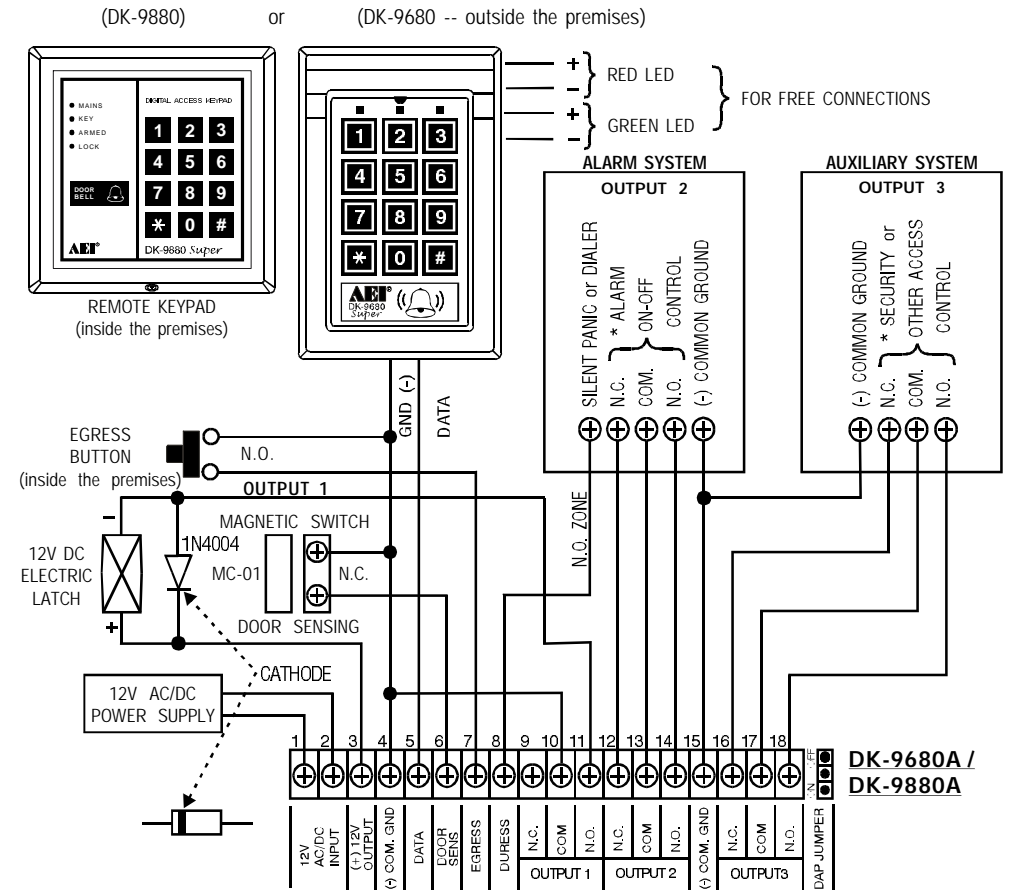 (DK-9880) or (DK-9680 -- outside the premises)
RED LED
GREEN LED
FOR FREE CONNECTIONS
+
−
+
−
MAINS
KEY
ARMED
LOCK
DOOR BELL
AEI®
DIGITAL ACCESS KEYPAD
1 2 3
4 5 6
7 8 9
* 0 #
DK-9880 Super
REMOTE KEYPAD
(inside the premises)
1 2 3
4 5 6
7 8 9
* 0 #
AEI®
DK-9680
Super
ALARM SYSTEM
OUTPUT 2
SILENT PANIC or DIALER
N.C. * ALARM
COM. ON-OFF
N.O. CONTROL
(-) COMMON GROUND
AUXILIARY SYSTEM
OUTPUT 3
(-) COMMON GROUND
N.C. * SECURITY or
COM. OTHER ACCESS
N.O. CONTROL
GND (-)
DATA
EGRESS
BUTTON
(inside the premises)
N.O.
OUTPUT 1
N.O. ZONE
−
12V DC
ELECTRIC
LATCH
+
1N4004
MAGNETIC SWITCH
MC-01
N.C.
DOOR SENSING
CATHODE
12V AC/DC
POWER SUPPLY
1 2 3 4 5 6 7 8 9 10 11 12 13 14 15 16 17 18
DK-9680A /
DK-9880A
12V
AC/DC
INPUT
(+) 12V
OUTPUT
(-) COM. GND
DATA
DOOR
SENS
EGRESS
DURESS
N.C.
COM
N.O.
OUTPUT 1
N.C.
COM
N.O.
OUTPUT 2
(-) COM. GND
N.C.
COM
N.O.
OUTPUT3
DAP JUMPER